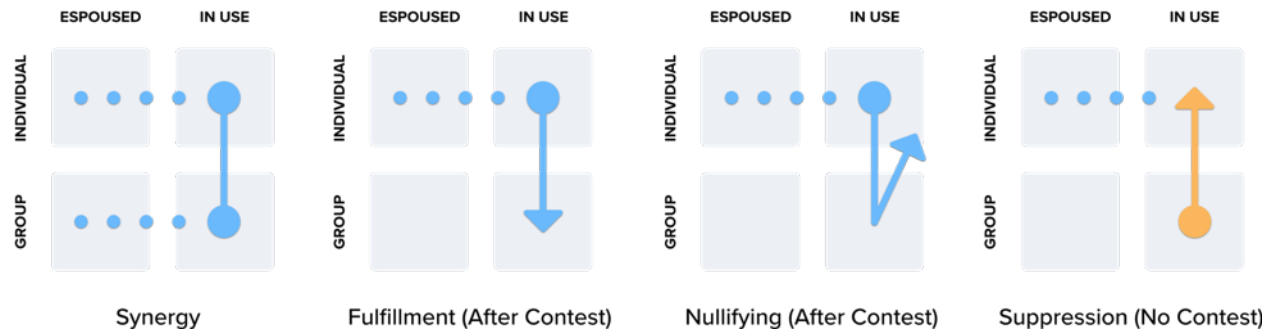 ESPOUSED IN USE ESPOUSED IN USE ESPOUSED IN USE ESPOUSED IN USE
INDIVIDUAL INDIVIDUAL INDIVIDUAL INDIVIDUAL
GROUP GROUP GROUP GROUP
Synergy Fulfillment (After Contest) Nullifying (After Contest) Suppression (No Contest)